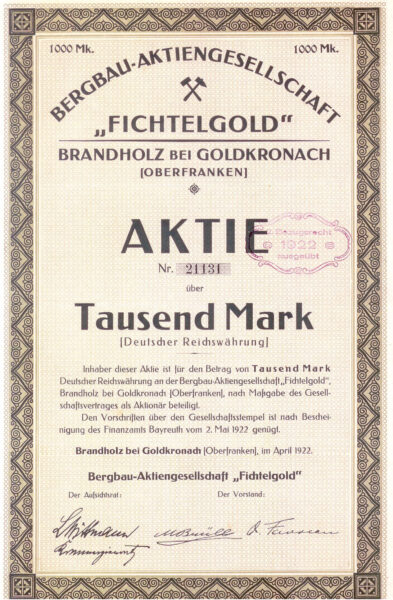 1000 Mk. 1000 Mk.
BERGBAU-AKTIENGESELLSCHAFT
„FICHTELGOLD“
BRANDHOLZ BEI GOLDKRONACH
[OBERFRANKEN]
AKTIE
Bezugsrecht
1922
ausgeübt
Nr. 21131
über
Tausend Mark
[Deutscher Reichswährung]
Inhaber dieser Aktie ist für den Betrag von Tausend Mark
Deutscher Reichswährung an der Bergbau-Aktiengesellschaft „Fichtelgold“,
Brandholz bei Goldkronach [Oberfranken], nach Maßgabe des Gesell-
schaftsvertrages als Aktionär beteiligt.
Den Vorschriften über den Gesellschaftsstempel ist nach Beschei-
nigung des Finanzamts Bayreuth vom 2. Mai 1922 genügt.
Brandholz bei Goldkronach [Oberfranken], im April 1922.
Bergbau-Aktiengesellschaft „Fichtelgold“
Der Aufsichtsrat: Der Vorstand: